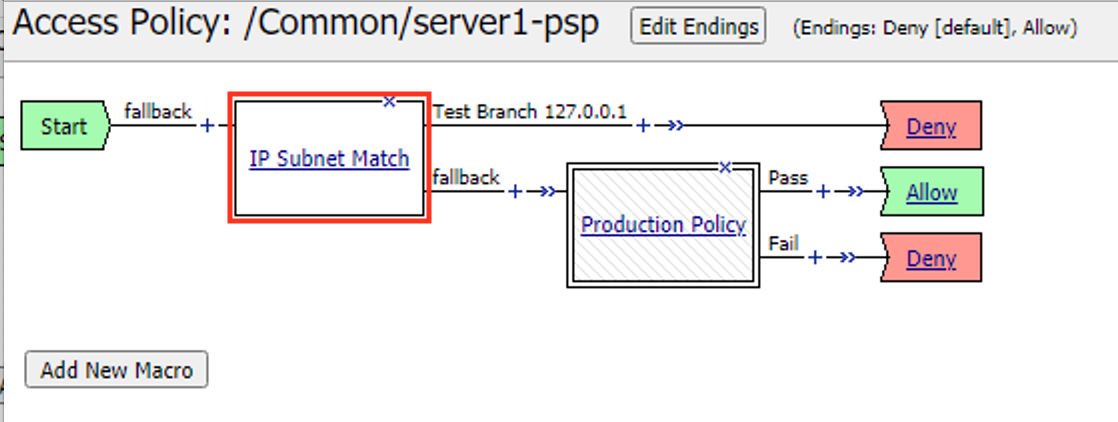 Access Policy: /Common/server1-psp Edit Endings (Endings: Deny [default], Allow)
Start fallback + IP Subnet Match Test Branch 127.0.0.1 + Deny
fallback + Production Policy Pass + Allow
Fail + Deny
Add New Macro